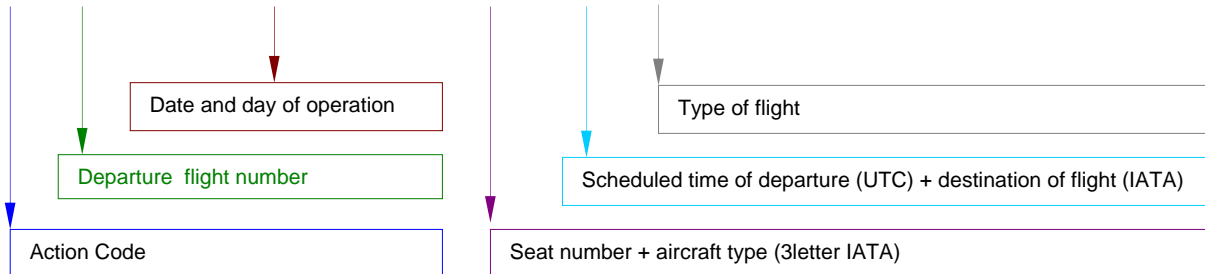 Date and day of operation
Type of flight
Departure flight number
Scheduled time of departure (UTC) + destination of flight (IATA)
Action Code
Seat number + aircraft type (3letter IATA)